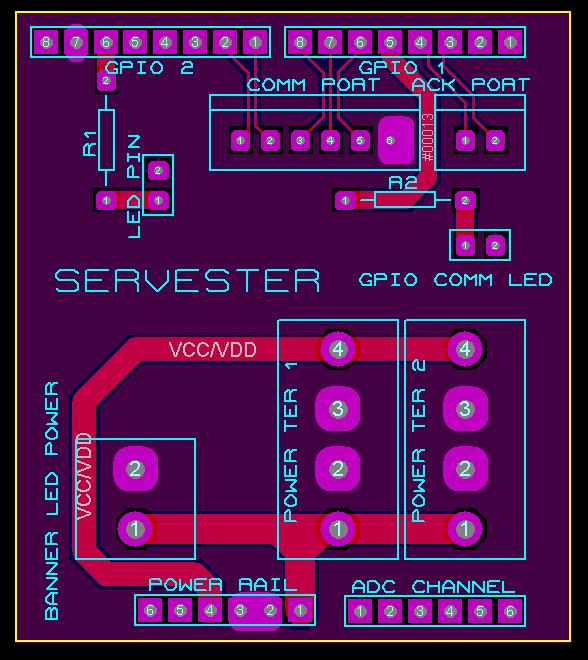 8 7 6 5 4 3 2 1
8 7 6 5 4 3 2 1
GPIO 2
GPIO 1
2
COMM PORT
ACK PORT
#00013
R1
1 2 3 4 5 6
1 2
LED PIN
2
1
1
R2
1 2
1 2
SERVESTER
GPIO COMM LED
VCC/VDD
4
4
POWER TER 1
POWER TER 2
3
3
BANNER LED POWER
VCC/VDD
2
2
2
1
1
1
POWER RAIL
ADC CHANNEL
6 5 4 3 2 1
1 2 3 4 5 6